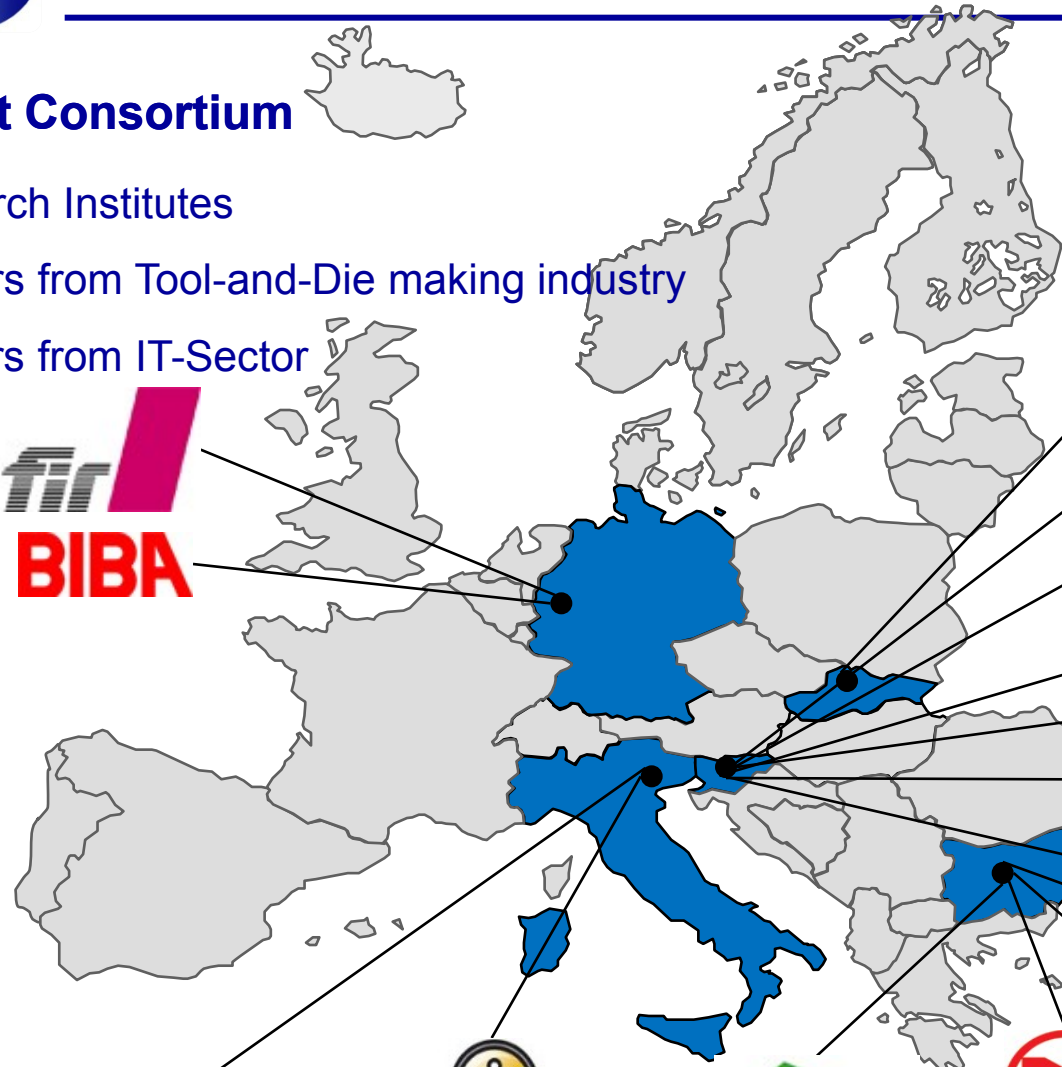 t Consortium
rch Institutes
rs from Tool-and-Die making industry
rs from IT-Sector
fir
BIBA